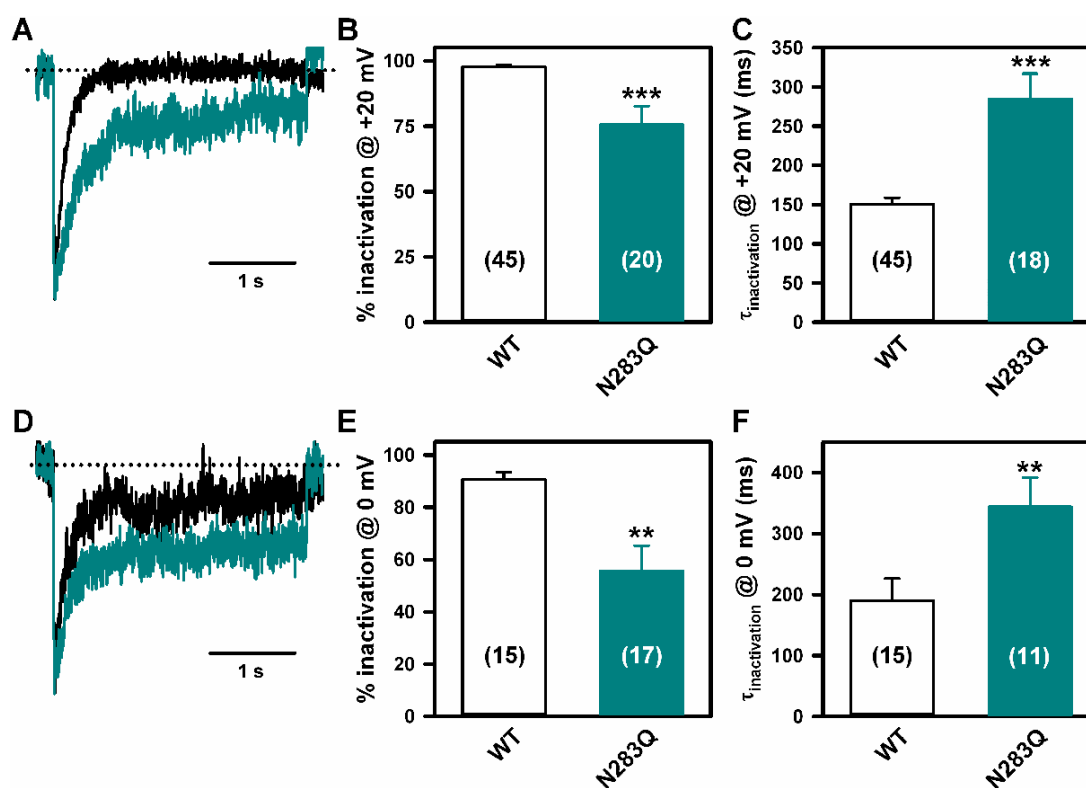 A
1 s
B
% inactivation @ +20 mV
100
75
50
25
0
***
(45)
(20)
WT
N283Q
C
τinactivation @ +20 mV (ms)
350
300
250
200
150
100
50
0
***
(45)
(18)
WT
N283Q
D
1 s
E
% inactivation @ 0 mV
100
80
60
40
20
0
**
(15)
(17)
WT
N283Q
F
τinactivation @ 0 mV (ms)
400
300
200
100
0
**
(15)
(11)
WT
N283Q